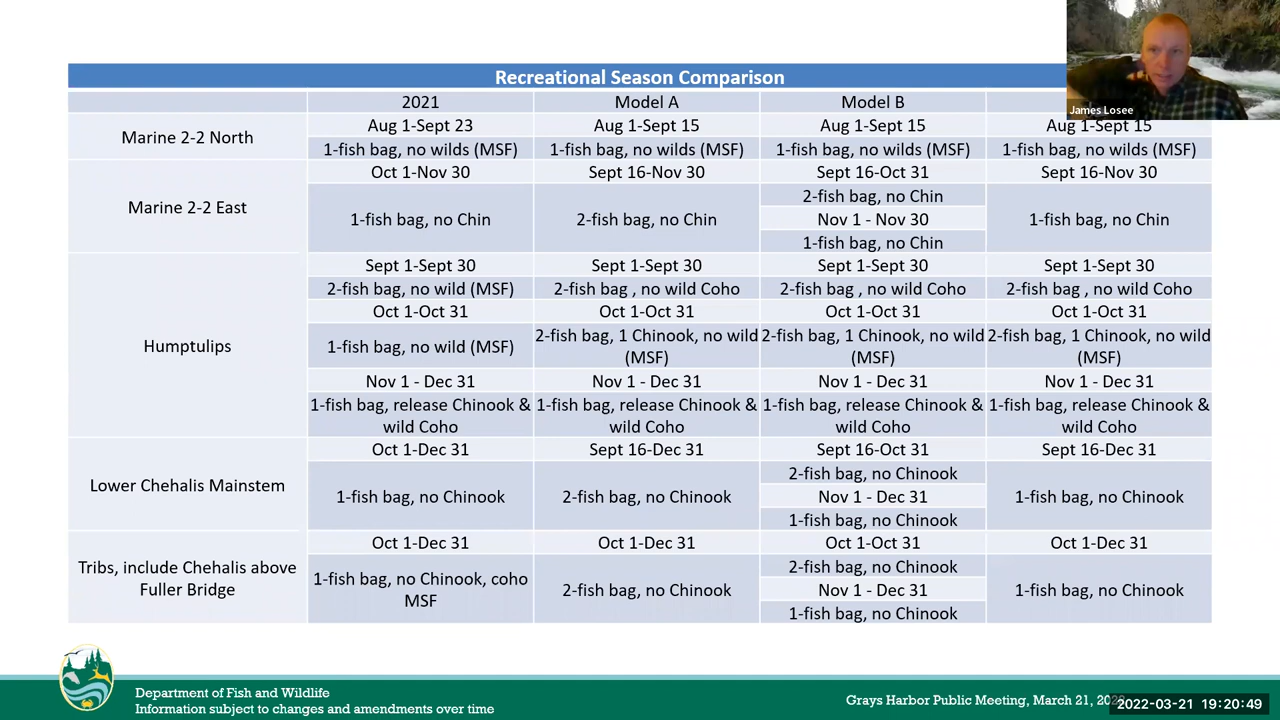 Recreational Season Comparison
2021 Model A Model B
Marine 2-2 North
Aug 1-Sept 23 Aug 1-Sept 15 Aug 1-Sept 15 Aug 1-Sept 15
1-fish bag, no wilds (MSF) 1-fish bag, no wilds (MSF) 1-fish bag, no wilds (MSF) 1-fish bag, no wilds (MSF)
Marine 2-2 East
Oct 1-Nov 30 Sept 16-Nov 30 Sept 16-Oct 31 Sept 16-Nov 30
2-fish bag, no Chin
1-fish bag, no Chin 2-fish bag, no Chin Nov 1 - Nov 30 1-fish bag, no Chin
1-fish bag, no Chin
Humptulips
Sept 1-Sept 30 Sept 1-Sept 30 Sept 1-Sept 30 Sept 1-Sept 30
2-fish bag, no wild (MSF) 2-fish bag , no wild Coho 2-fish bag , no wild Coho 2-fish bag , no wild Coho
Oct 1-Oct 31 Oct 1-Oct 31 Oct 1-Oct 31 Oct 1-Oct 31
1-fish bag, no wild (MSF) 2-fish bag, 1 Chinook, no wild 2-fish bag, 1 Chinook, no wild 2-fish bag, 1 Chinook, no wild
(MSF) (MSF) (MSF)
Nov 1 - Dec 31 Nov 1 - Dec 31 Nov 1 - Dec 31 Nov 1 - Dec 31
1-fish bag, release Chinook & 1-fish bag, release Chinook & 1-fish bag, release Chinook & 1-fish bag, release Chinook &
wild Coho wild Coho wild Coho wild Coho
Lower Chehalis Mainstem
Oct 1-Dec 31 Sept 16-Dec 31 Sept 16-Oct 31 Sept 16-Dec 31
2-fish bag, no Chinook
1-fish bag, no Chinook 2-fish bag, no Chinook Nov 1 - Dec 31 1-fish bag, no Chinook
1-fish bag, no Chinook
Tribs, include Chehalis above
Fuller Bridge
Oct 1-Dec 31 Oct 1-Dec 31 Oct 1-Oct 31 Oct 1-Dec 31
2-fish bag, no Chinook
1-fish bag, no Chinook, coho
MSF
2-fish bag, no Chinook Nov 1 - Dec 31 1-fish bag, no Chinook
1-fish bag, no Chinook
James Losee
Department of Fish and Wildlife
Information subject to changes and amendments over time
Grays Harbor Public Meeting, March 21, 2022
2022-03-21 19:20:49